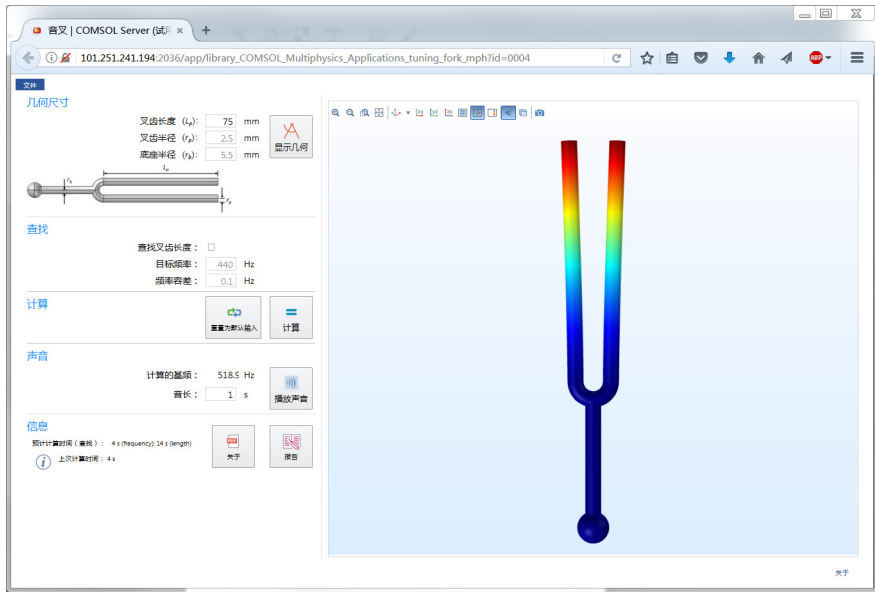 音叉 | COMSOL Server (试用
101.251.241.194:2036/app/library_COMSOL_Multiphysics_Applications_tuning_fork_mph?id=0004
ABP
文件
几何尺寸
叉齿长度 (Lp): 75 mm
叉齿半径 (rp): 2.5 mm
底座半径 (rb): 5.5 mm
显示几何
Lp
rb
rp
查找
查找叉齿长度：
目标频率： 440 Hz
频率容差： 0.1 Hz
计算
重置为默认输入
计算
声音
计算的基频： 518.9 Hz
音长： 1 s
播放声音
信息
预计计算时间（查找）： 4 s (frequency); 14 s (length)
上次计算时间：4 s
关于
报告
关于